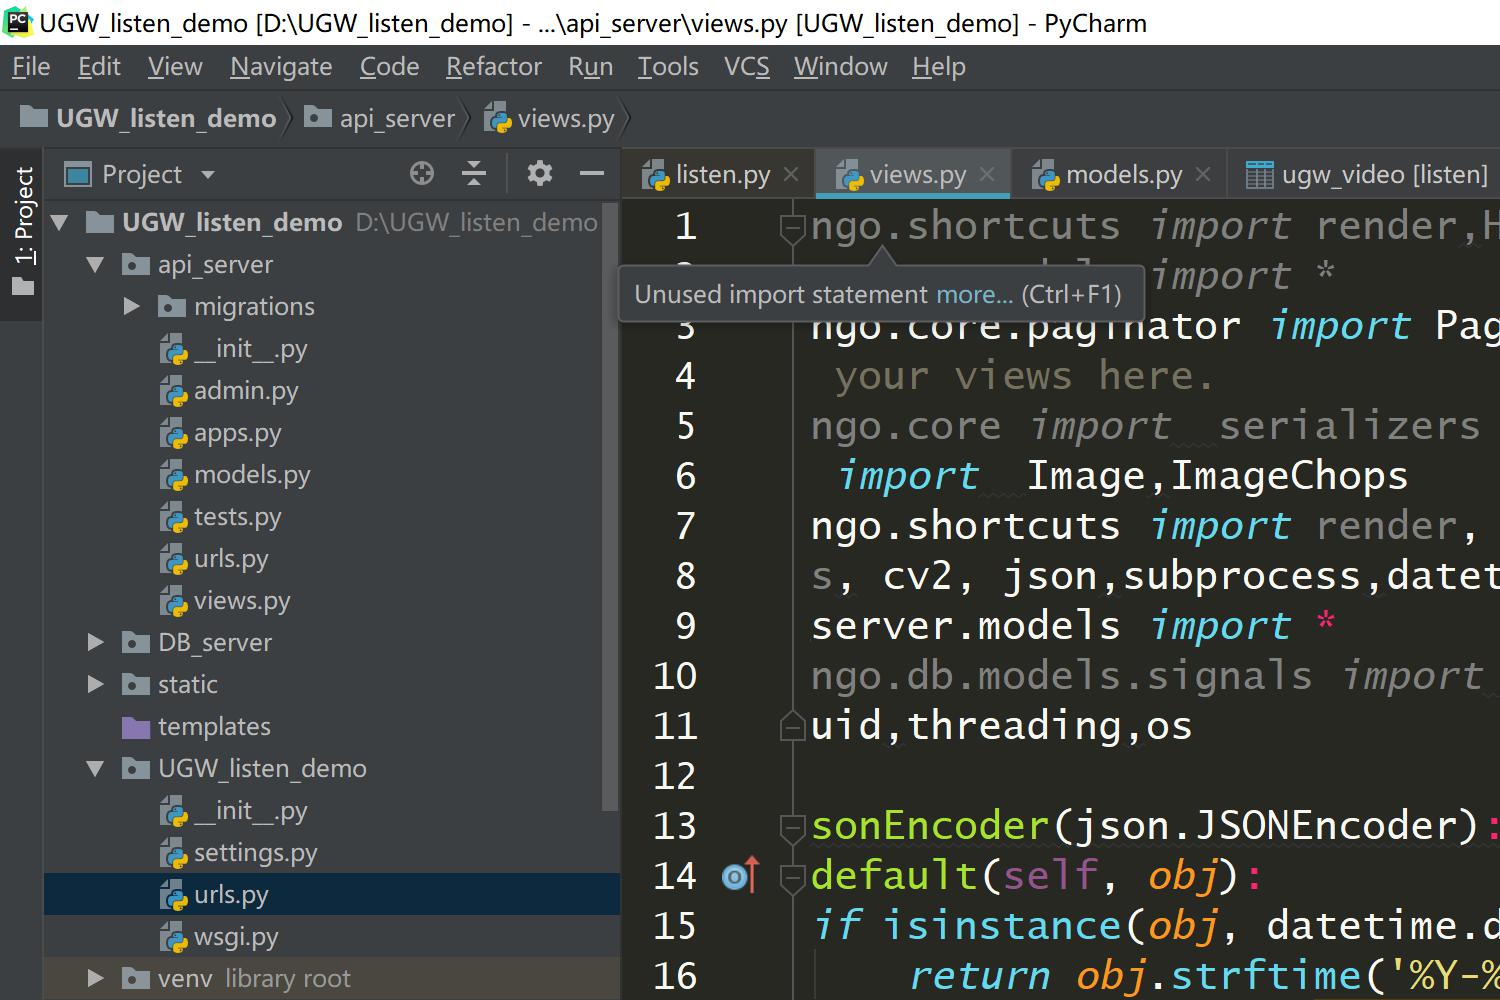 UGW_listen_demo [D:\UGW_listen_demo] - ...\api_server\views.py [UGW_listen_demo] - PyCharm
File Edit View Navigate Code Refactor Run Tools VCS Window Help
UGW_listen_demo api_server views.py
1: Project
Project
UGW_listen_demo D:\UGW_listen_demo
api_server
migrations
__init__.py
admin.py
apps.py
models.py
tests.py
urls.py
views.py
DB_server
static
templates
UGW_listen_demo
__init__.py
settings.py
urls.py
wsgi.py
venv library root
listen.py views.py models.py ugw_video [listen]
1 ngo.shortcuts import render,H
import *
Unused import statement more... (Ctrl+F1)
3 ngo.core.paginator import Pag
4 your views here.
5 ngo.core import serializers
6 import Image,ImageChops
7 ngo.shortcuts import render,
8 s, cv2, json,subprocess,datet
9 server.models import *
10 ngo.db.models.signals import
11 uid,threading,os
12
13 sonEncoder(json.JSONEncoder):
14 default(self, obj):
15 if isinstance(obj, datetime.d
16 return obj.strftime('%Y-%